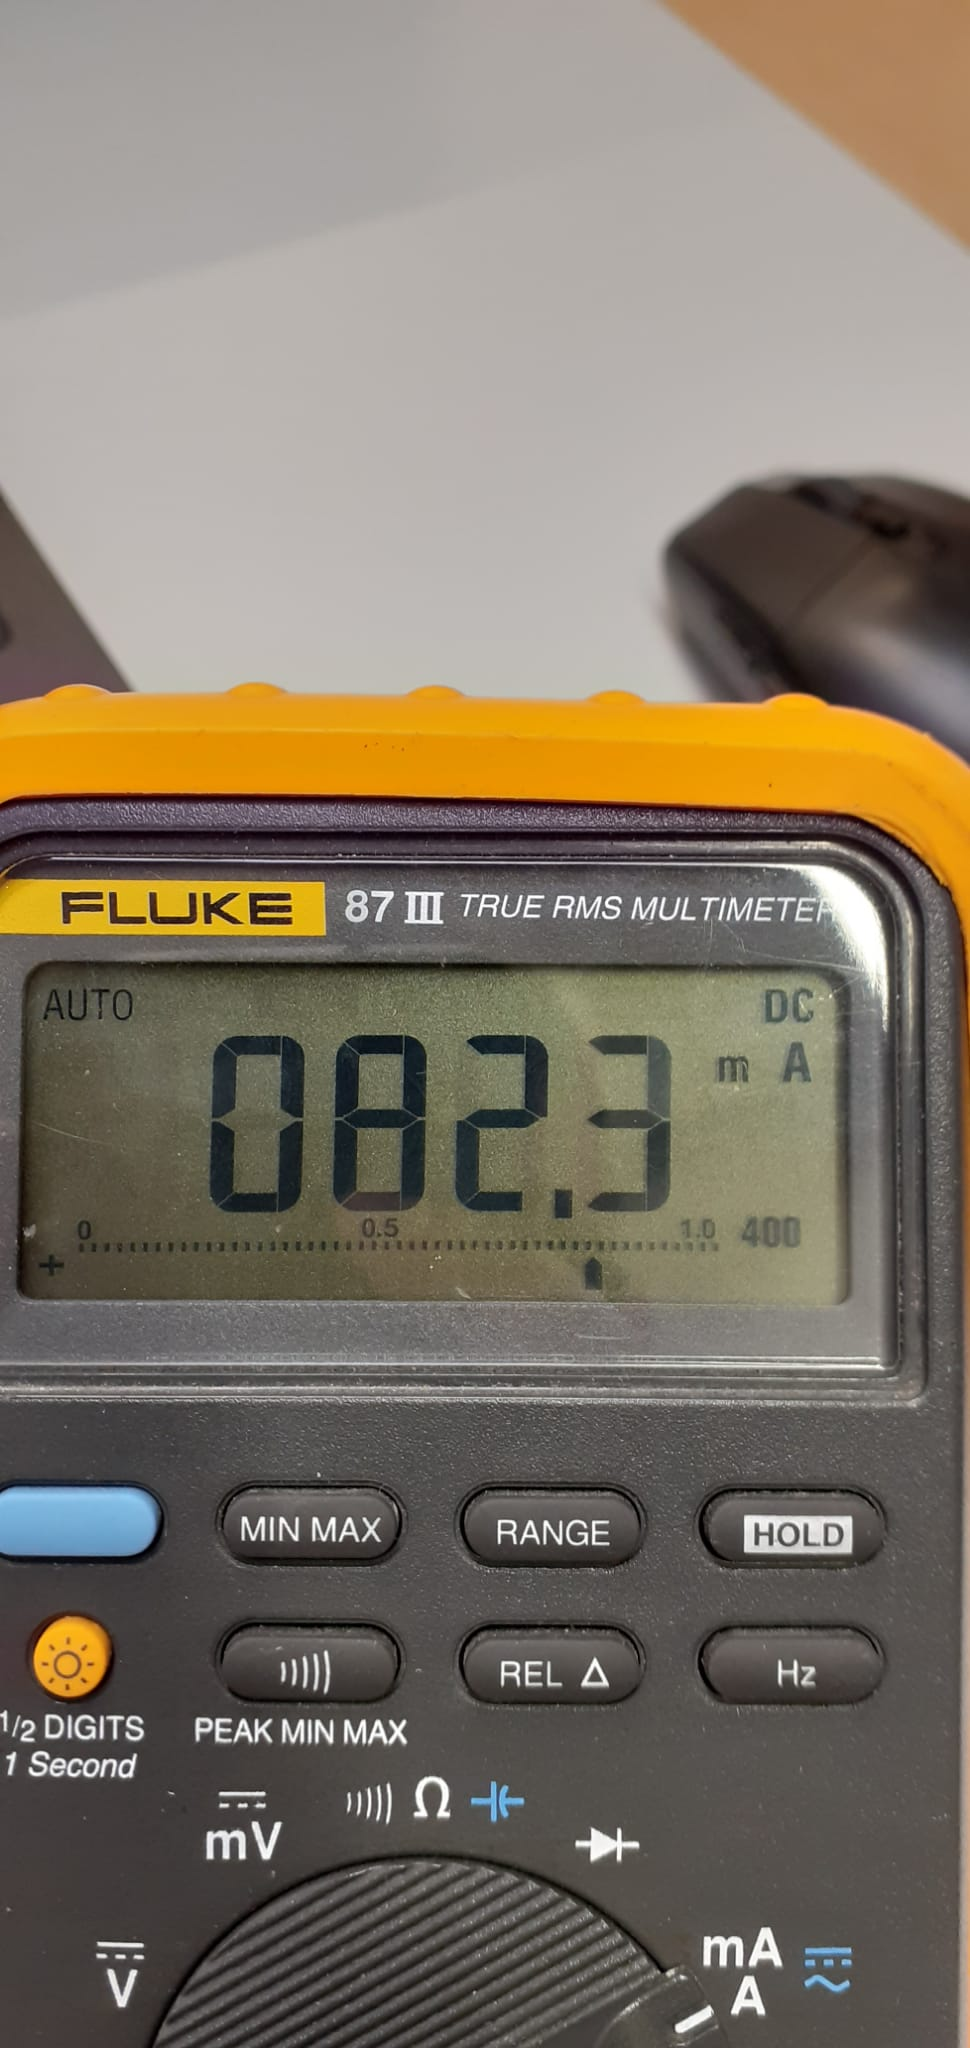 FLUKE 87 III TRUE RMS MULTIMETER
AUTO DC
082.3 m A
0 0.5 1.0 400
+
MIN MAX RANGE HOLD
REL Δ Hz
1/2 DIGITS PEAK MIN MAX
1 Second
mV Ω
V mA
A